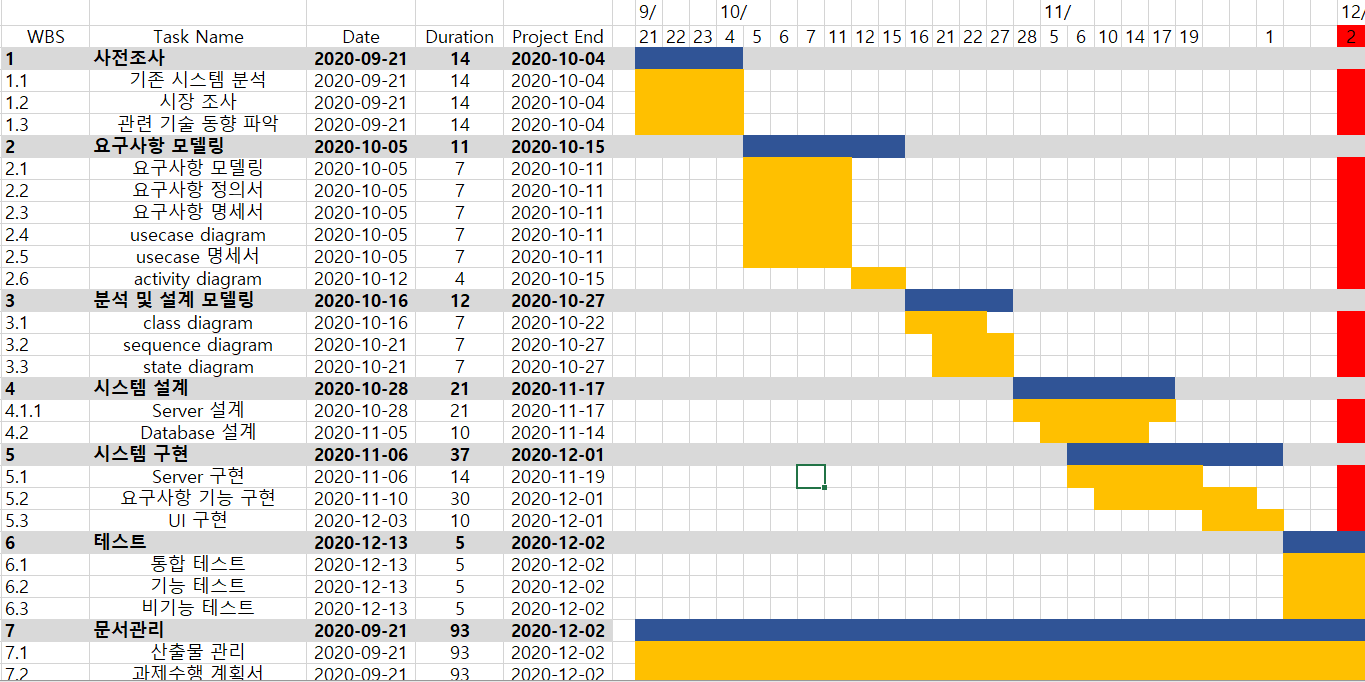 9/ 10/ 11/ 12/
WBS Task Name Date Duration Project End 21 22 23 4 5 6 7 11 12 15 16 21 22 27 28 5 6 10 14 17 19 1 2
1 사전조사 2020-09-21 14 2020-10-04
1.1 기존 시스템 분석 2020-09-21 14 2020-10-04
1.2 시장 조사 2020-09-21 14 2020-10-04
1.3 관련 기술 동향 파악 2020-09-21 14 2020-10-04
2 요구사항 모델링 2020-10-05 11 2020-10-15
2.1 요구사항 모델링 2020-10-05 7 2020-10-11
2.2 요구사항 정의서 2020-10-05 7 2020-10-11
2.3 요구사항 명세서 2020-10-05 7 2020-10-11
2.4 usecase diagram 2020-10-05 7 2020-10-11
2.5 usecase 명세서 2020-10-05 7 2020-10-11
2.6 activity diagram 2020-10-12 4 2020-10-15
3 분석 및 설계 모델링 2020-10-16 12 2020-10-27
3.1 class diagram 2020-10-16 7 2020-10-22
3.2 sequence diagram 2020-10-21 7 2020-10-27
3.3 state diagram 2020-10-21 7 2020-10-27
4 시스템 설계 2020-10-28 21 2020-11-17
4.1.1 Server 설계 2020-10-28 21 2020-11-17
4.2 Database 설계 2020-11-05 10 2020-11-14
5 시스템 구현 2020-11-06 37 2020-12-01
5.1 Server 구현 2020-11-06 14 2020-11-19
5.2 요구사항 기능 구현 2020-11-10 30 2020-12-01
5.3 UI 구현 2020-12-03 10 2020-12-01
6 테스트 2020-12-13 5 2020-12-02
6.1 통합 테스트 2020-12-13 5 2020-12-02
6.2 기능 테스트 2020-12-13 5 2020-12-02
6.3 비기능 테스트 2020-12-13 5 2020-12-02
7 문서관리 2020-09-21 93 2020-12-02
7.1 산출물 관리 2020-09-21 93 2020-12-02
7.2 과제수행 계획서 2020-09-21 93 2020-12-02